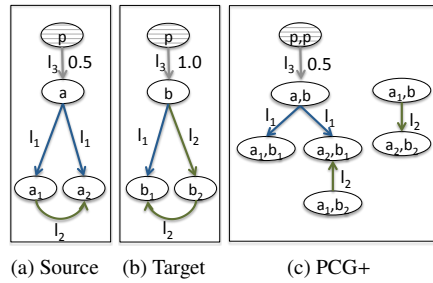 p
l₃ 0.5
a
l₁ l₁
a₁ a₂
l₂
(a) Source
p
l₃ 1.0
b
l₁ l₂
b₁ b₂
l₂
(b) Target
p,p
l₃ 0.5
a,b
l₁ l₁
a₁,b₁ a₂,b₁
l₂
a₁,b₂
a₁,b
l₂
a₂,b₂
(c) PCG+